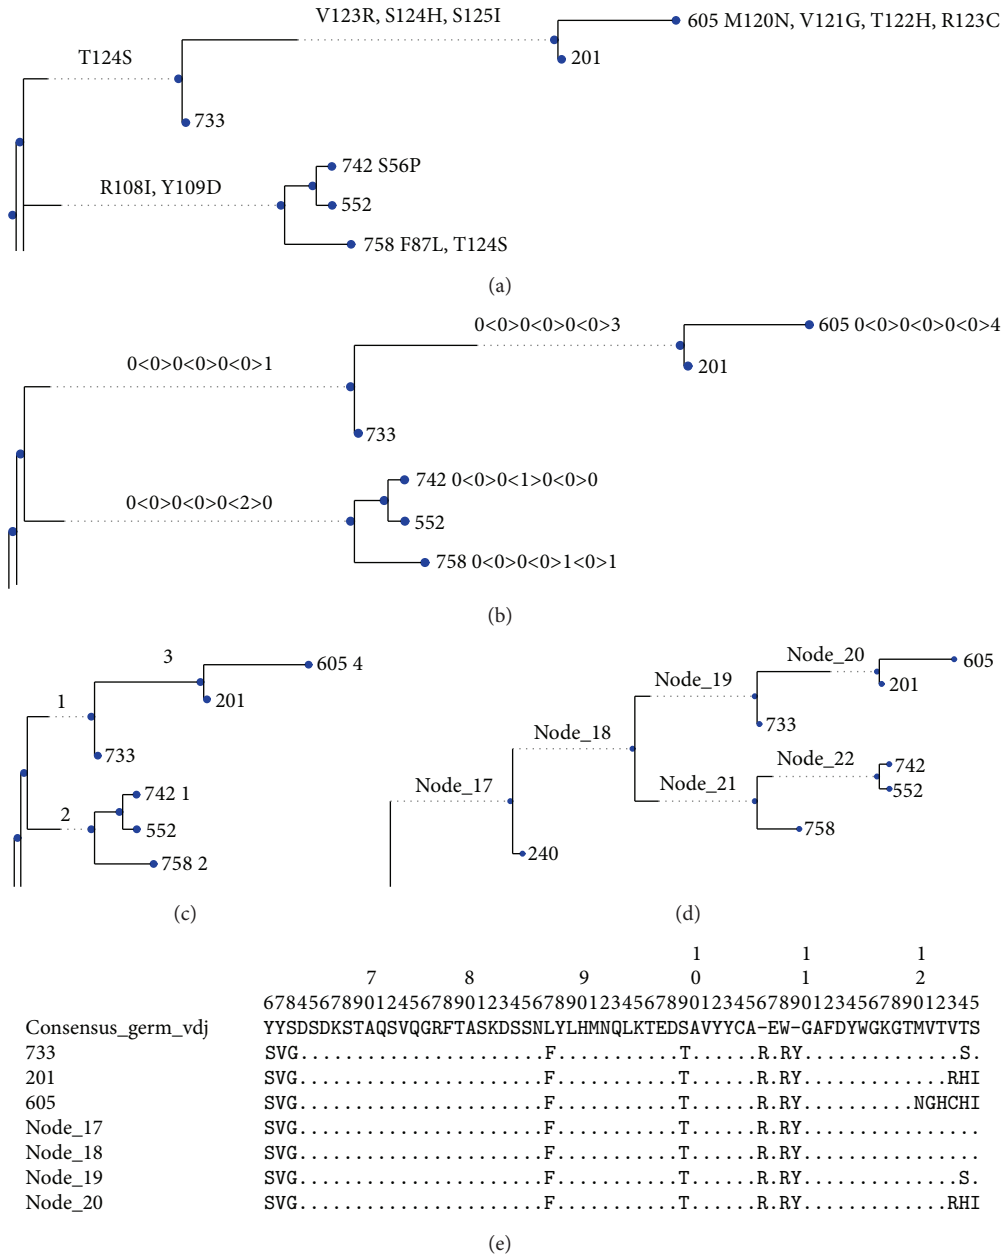 V123R, S124H, S125I
605 M120N, V121G, T122H, R123C
T124S
201
733
742 S56P
R108I, Y109D
552
758 F87L, T124S
(a)
0<0>0<0>0<0>3
605 0<0>0<0>0<0>4
0<0>0<0>0<0>1
201
733
742 0<0>0<1>0<0>0
0<0>0<0>0<2>0
552
758 0<0>0<0>1<0>1
(b)
3
605 4
1
201
733
742 1
2
552
758 2
(c)
Node_20
605
Node_19
201
733
Node_18
Node_22
742
Node_17
Node_21
552
758
240
(d)
1 1 1
7 8 9 0 1 2
6784567890124567890123456789012345678901234567890123456789012345
Consensus_germ_vdj YYSDSDKSTAQSVQGRFTASKDSSNLYLHMNQLKTEDSAVYYCA-EW-GAFDYWGKGTMVTVTS
733 SVG......................F...........T......R.RY..............S.
201 SVG......................F...........T......R.RY.............RHI
605 SVG......................F...........T......R.RY..........NGHCHI
Node_17 SVG......................F...........T......R.RY................
Node_18 SVG......................F...........T......R.RY................
Node_19 SVG......................F...........T......R.RY..............S.
Node_20 SVG......................F...........T......R.RY.............RHI
(e)